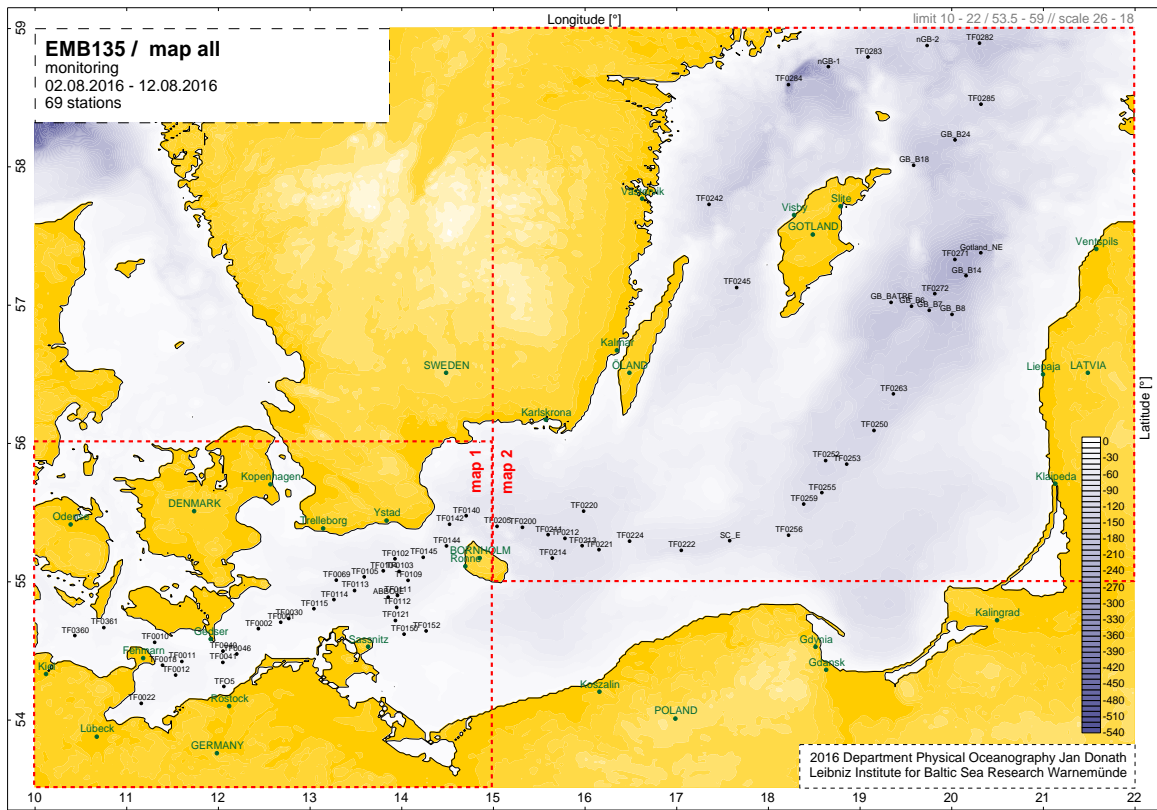 Longitude [°]
limit 10 - 22 / 53.5 - 59 // scale 26 - 18
EMB135 / map all
monitoring
02.08.2016 - 12.08.2016
69 stations
59
58
57
56
55
54
nGB-2
TF0282
TF0283
nGB-1
TF0284
TF0285
GB_B24
GB_B18
TF0242
Visby
Slite
GOTLAND
Ventspils
Gotland_NE
TF0271
GB_B14
TF0245
TF0272
GB_B7
GB_B8
Kalmar
SWEDEN
ÖLAND
Liepaja
LATVIA
Latitude [°]
TF0263
Karlskrona
TF0250
map 1
map 2
TF0252
TF0253
Kopenhagen
Klaipeda
TF0255
TF0259
DENMARK
Odense
Ystad
Trelleborg
TF0140
TF0142
TF0205
TF0200
TF0220
TF0212
TF0213
TF0221
TF0224
TF0222
SC_E
TF0256
TF0144
BORNHOLM
Ronne
TF0214
TF0102
TF0145
TF0103
TF0105
TF0069
TF0109
TF0113
TF0111
TF0114
TF0112
TF0115
TF0121
TF0030
TF0002
TF0150
TF0152
TF0361
TF0360
TF0010
Gedser
Sassnitz
TF0046
TF0041
Fehmarn
TF0011
TF0012
Kiel
TFO5
TF0022
Rostock
Lübeck
GERMANY
Koszalin
POLAND
Gdynia
Gdansk
Kalingrad
0
-30
-60
-90
-120
-150
-180
-210
-240
-270
-300
-330
-360
-390
-420
-450
-480
-510
-540
2016 Department Physical Oceanography Jan Donath
Leibniz Institute for Baltic Sea Research Warnemünde
10 11 12 13 14 15 16 17 18 19 20 21 22